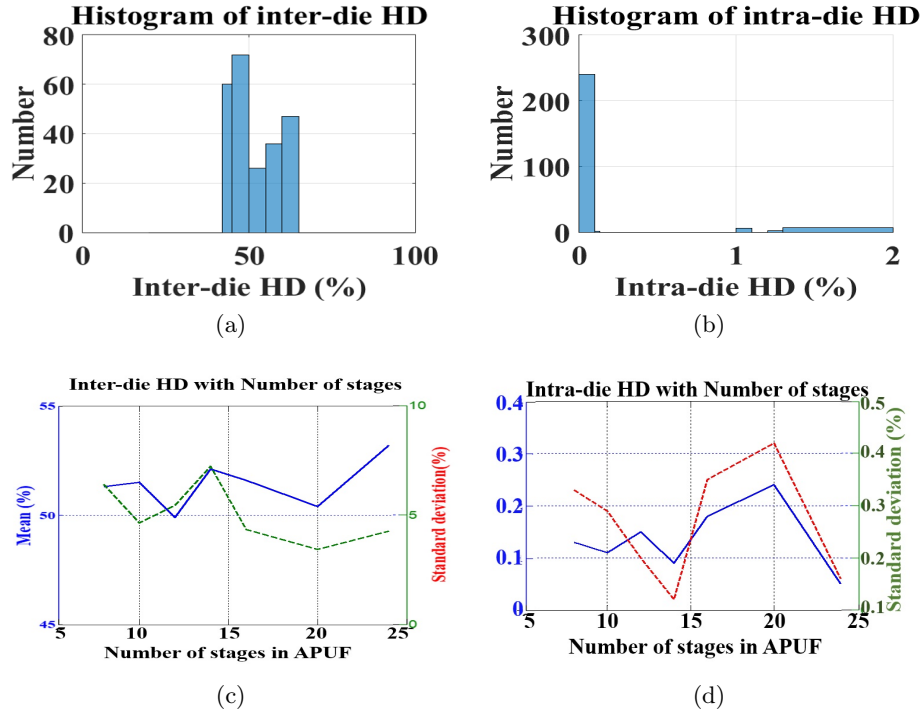 Histogram of inter-die HD
80
60
40
20
0
Number
0 50 100
Inter-die HD (%)
(a)
Histogram of intra-die HD
300
200
100
0
Number
0 1 2
Intra-die HD (%)
(b)
Inter-die HD with Number of stages
55
50
45
Mean (%)
10
5
0
Standard deviation(%)
5 10 15 20 25
Number of stages in APUF
(c)
Intra-die HD with Number of stages
0.4
0.3
0.2
0.1
0
0.5
0.4
0.3
0.2
0.1
Standard deviation (%)
5 10 15 20 25
Number of stages in APUF
(d)